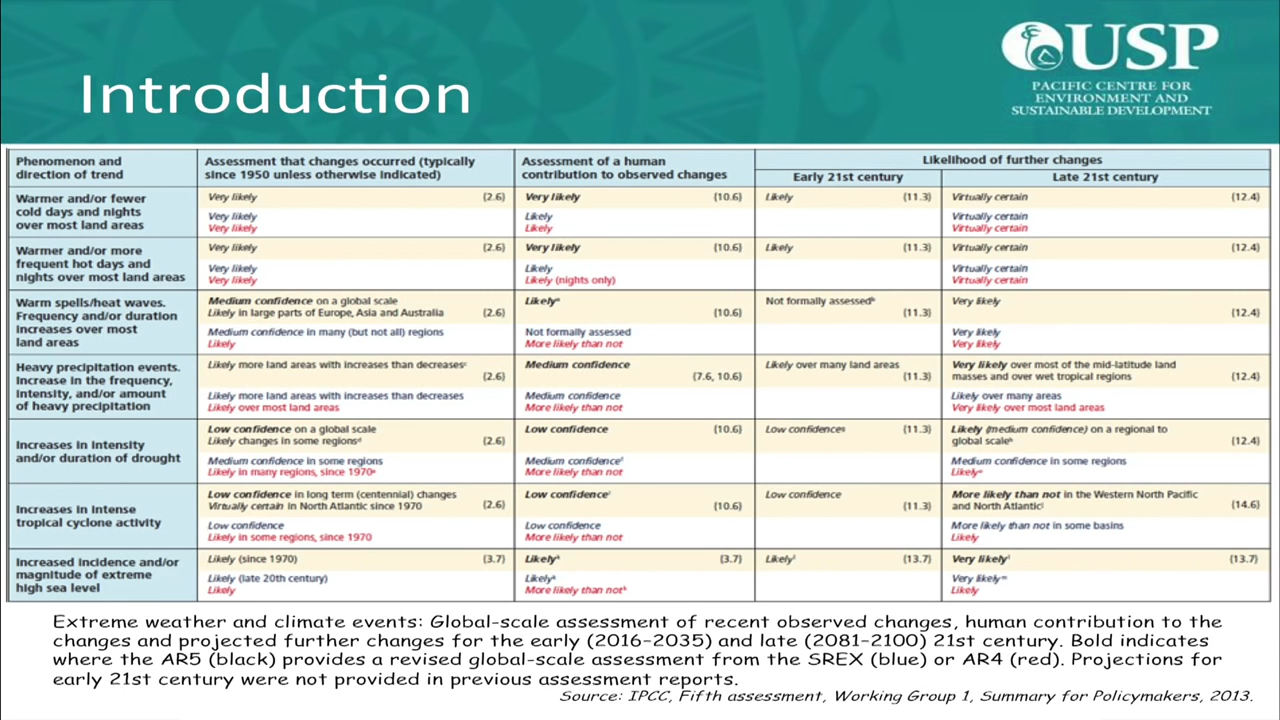 Introduction
USP
PACIFIC CENTRE FOR
ENVIRONMENT AND
SUSTAINABLE DEVELOPMENT
Phenomenon and
direction of trend
Assessment that changes occurred (typically
since 1950 unless otherwise indicated)
Assessment of a human
contribution to observed changes
Likelihood of further changes
Early 21st century
Late 21st century
Warmer and/or fewer
cold days and nights
over most land areas
Very likely (2.6)
Very likely
Very likely
Very likely (10.6)
Likely
Likely
Likely (11.3)
Virtually certain (12.4)
Virtually certain
Virtually certain
Warmer and/or more
frequent hot days and
nights over most land areas
Very likely (2.6)
Very likely
Very likely
Very likely (10.6)
Likely
Likely (nights only)
Likely (11.3)
Virtually certain (12.4)
Virtually certain
Virtually certain
Warm spells/heat waves.
Frequency and/or duration
increases over most
land areas
Medium confidence on a global scale
Likely in large parts of Europe, Asia and Australia (2.6)
Medium confidence in many (but not all) regions
Likely
Likelyᵃ
(10.6)
Not formally assessed
More likely than not
Not formally assessedᵇ
(11.3)
Very likely
(12.4)
Very likely
Very likely
Heavy precipitation events.
Increase in the frequency,
intensity, and/or amount
of heavy precipitation
Likely more land areas with increases than decreasesᶜ
(2.6)
Likely more land areas with increases than decreases
Likely over most land areas
Medium confidence
(7.6, 10.6)
Medium confidence
More likely than not
Likely over many land areas
(11.3)
Very likely over most of the mid-latitude land
masses and over wet tropical regions (12.4)
Likely over many areas
Very likely over most land areas
Increases in intensity
and/or duration of drought
Low confidence on a global scale
Likely changes in some regionsᵈ (2.6)
Medium confidence in some regions
Likely in many regions, since 1970ᵉ
Low confidence (10.6)
Medium confidenceᶠ
More likely than not
Low confidenceᵍ (11.3)
Likely (medium confidence) on a regional to
global scaleʰ (12.4)
Medium confidence in some regions
Likelyᵉ
Increases in intense
tropical cyclone activity
Low confidence in long term (centennial) changes
Virtually certain in North Atlantic since 1970 (2.6)
Low confidence
Likely in some regions, since 1970
Low confidenceⁱ
(10.6)
Low confidence
More likely than not
Low confidence
(11.3)
More likely than not in the Western North Pacific
and North Atlanticʲ (14.6)
More likely than not in some basins
Likely
Increased incidence and/or
magnitude of extreme
high sea level
Likely (since 1970) (3.7)
Likely (late 20th century)
Likely
Likelyᵏ (3.7)
Likelyᵏ
More likely than notᵏ
Likelyˡ (13.7)
Very likelyˡ (13.7)
Very likelyᵐ
Likely
Extreme weather and climate events: Global-scale assessment of recent observed changes, human contribution to the
changes and projected further changes for the early (2016-2035) and late (2081-2100) 21st century. Bold indicates
where the AR5 (black) provides a revised global-scale assessment from the SREX (blue) or AR4 (red). Projections for
early 21st century were not provided in previous assessment reports.
Source: IPCC, Fifth assessment, Working Group 1, Summary for Policymakers, 2013.